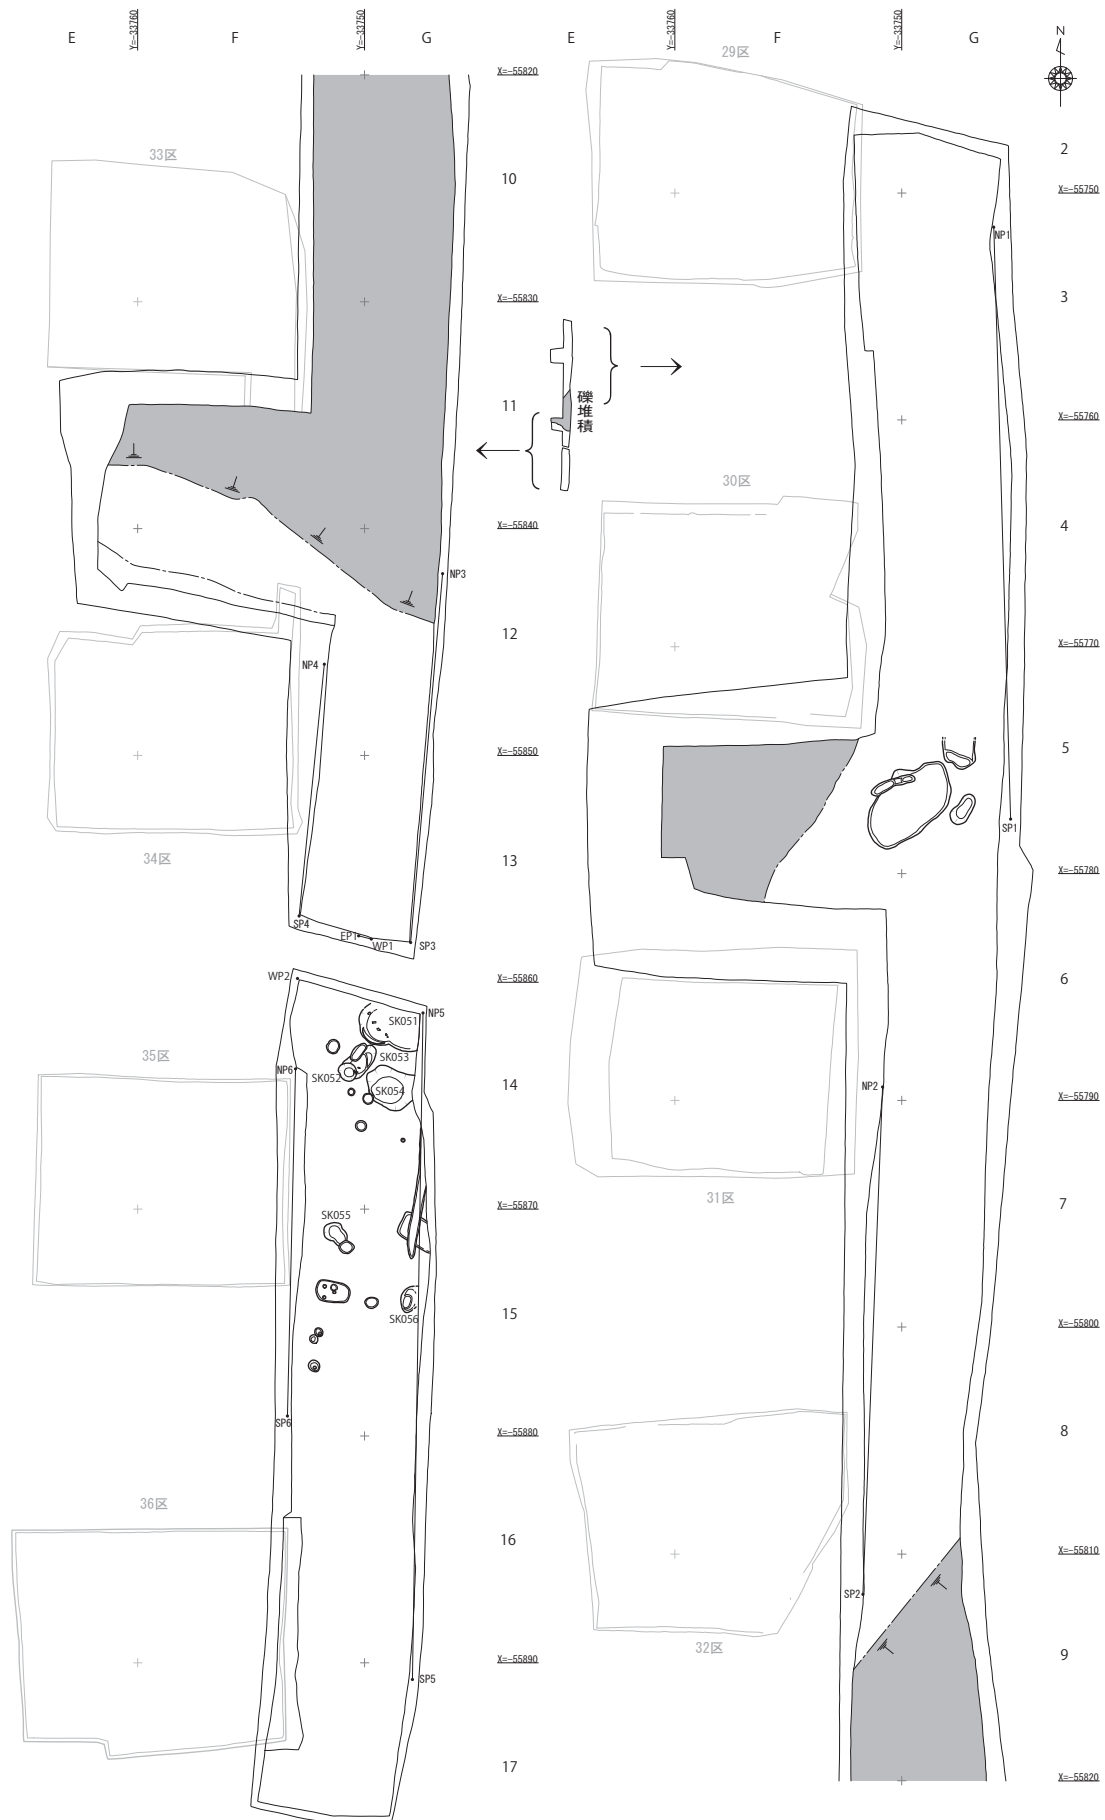 E
Y=-33760
F
Y=-33750
G
X=-55820
33区
10
X=-55830
11
X=-55840
NP3
12
NP4
X=-55850
34区
13
SP4
EP1
WP1
SP3
WP2
X=-55860
NP5
SK051
35区
SK053
NP6
SK052
14
SK054
X=-55870
SK055
15
SK056
SP6
X=-55880
36区
16
X=-55890
SP5
17
礫堆積
E
Y=-33760
F
Y=-33750
G
N
29区
2
X=-55750
NP1
3
X=-55760
30区
4
X=-55770
5
SP1
X=-55780
6
NP2
X=-55790
31区
7
X=-55800
8
X=-55810
SP2
32区
9
X=-55820